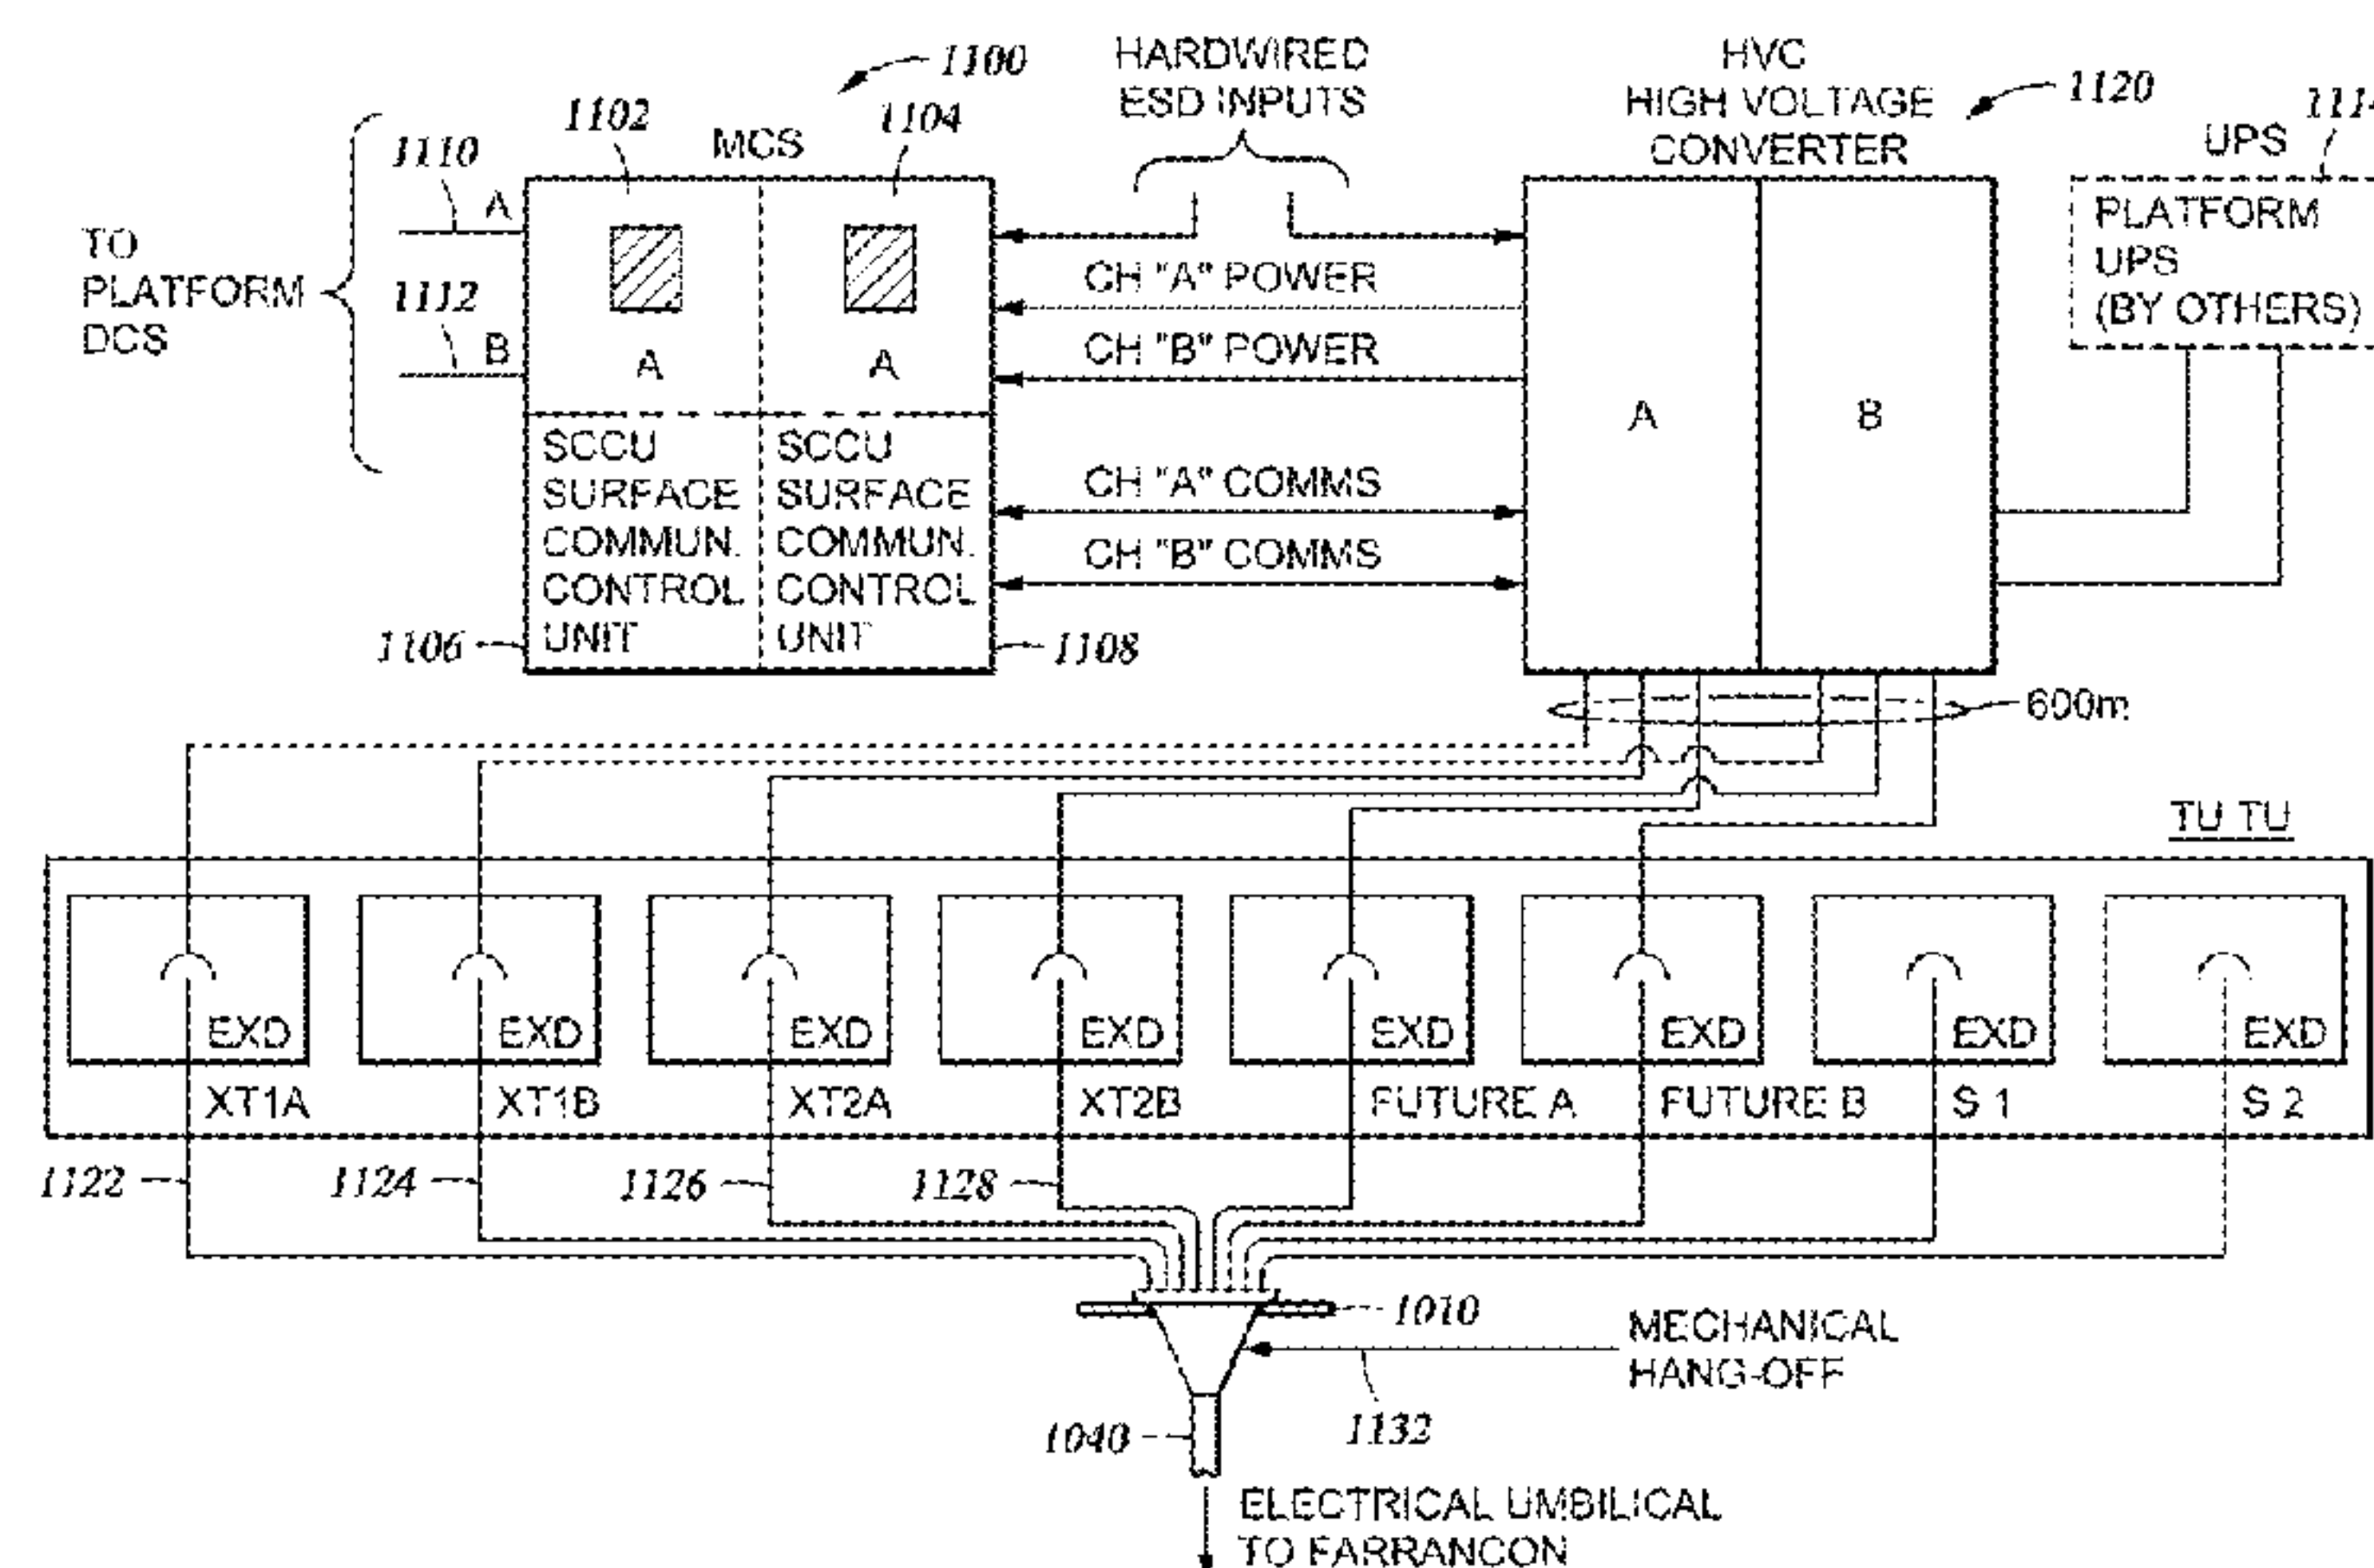 1100
HARDWIRED
ESD INPUTS
HVC
HIGH VOLTAGE
CONVERTER
1120
UPS
1102
MCS
1104
1110
A
TO
PLATFORM
DCS
1112
B
A
A
CH "A" POWER
CH "B" POWER
A
B
PLATFORM
UPS
(BY OTHERS)
SCCU
SURFACE
COMMUN.
CONTROL
UNIT
SCCU
SURFACE
COMMUN.
CONTROL
UNIT
CH "A" COMMS
CH "B" COMMS
1106
1108
600m
TU TU
EXD
EXD
EXD
EXD
EXD
EXD
EXD
EXD
XT1A
XT1B
XT2A
XT2B
FUTURE A
FUTURE B
S 1
S 2
1122
1124
1126
1128
1010
MECHANICAL
HANG-OFF
1132
1040
ELECTRICAL UMBILICAL
TO FARRANCON